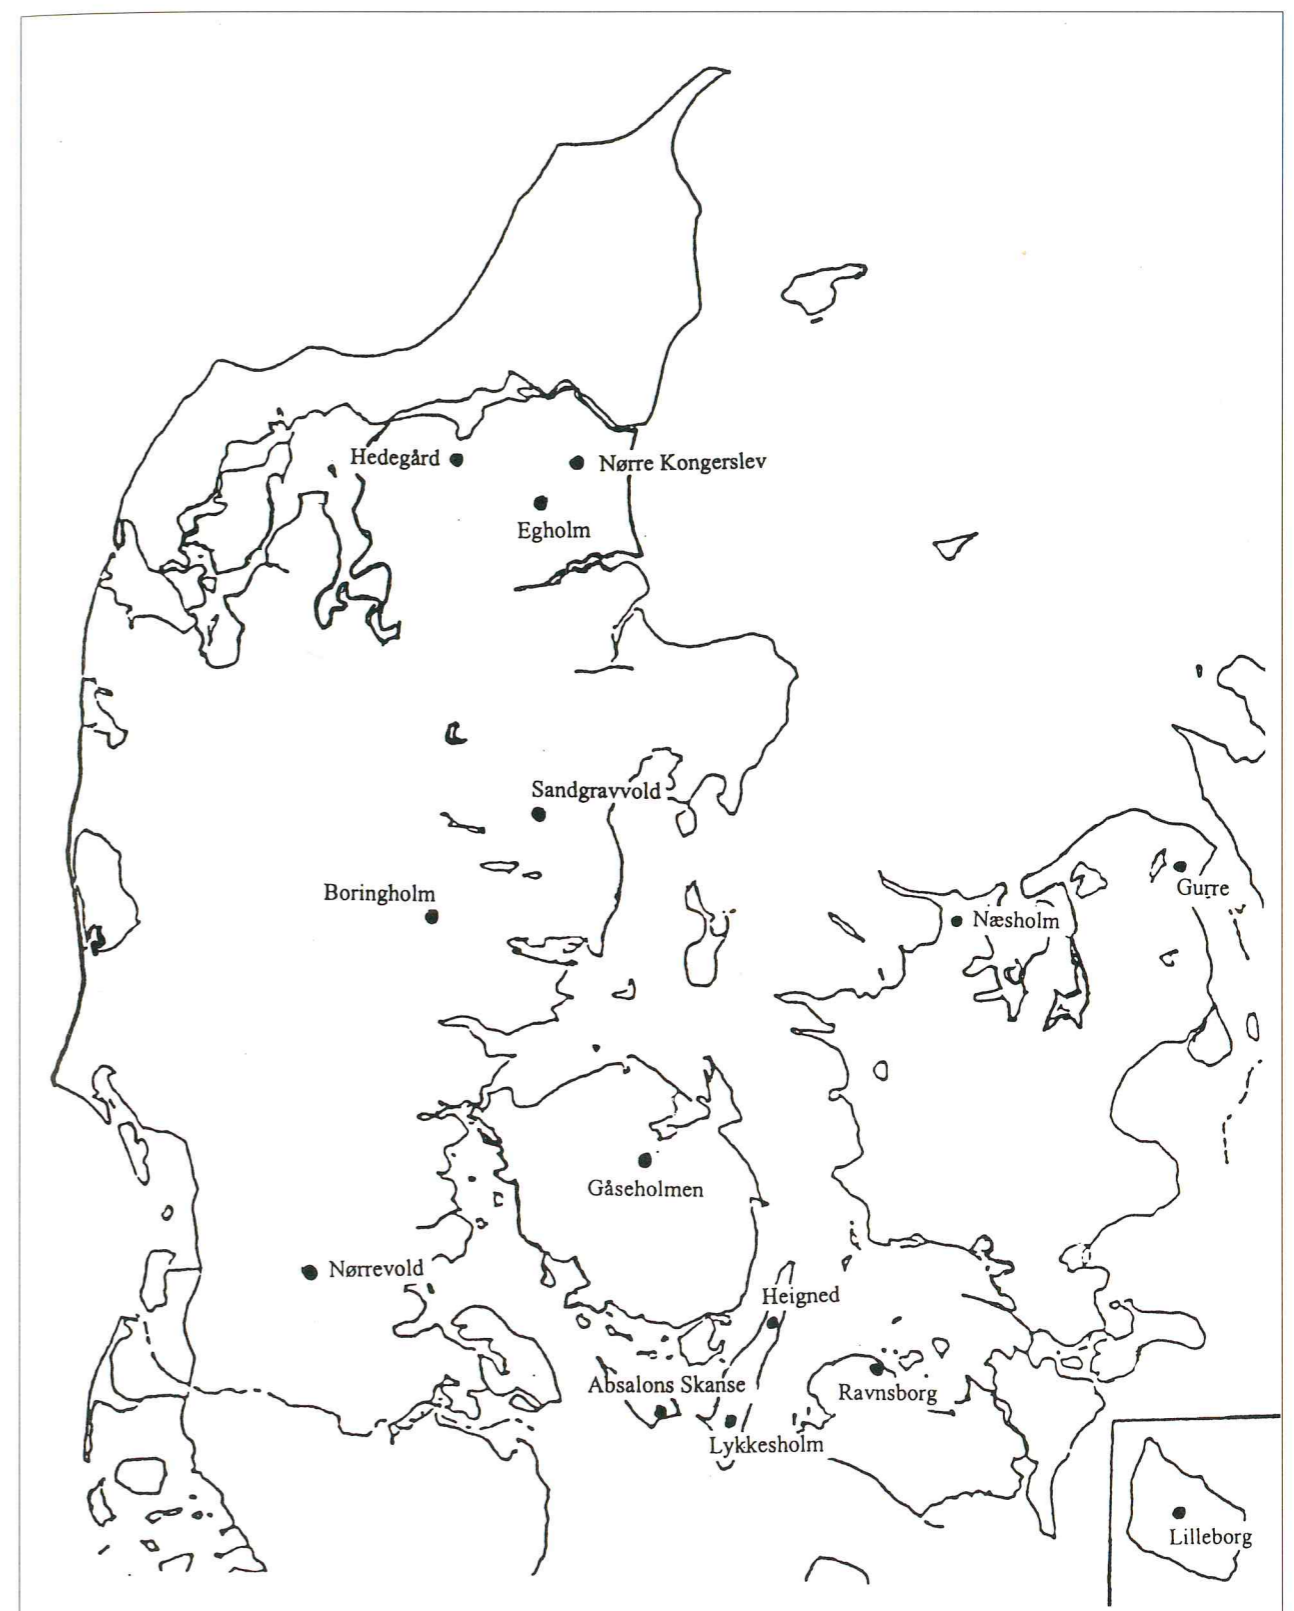 Hedegård
Nørre Kongerslev
Egholm
Sandgravvold
Boringholm
Gurre
Næsholm
Gåseholmen
Nørrevold
Heigned
Absalons Skanse
Ravnsborg
Lykkesholm
Lilleborg